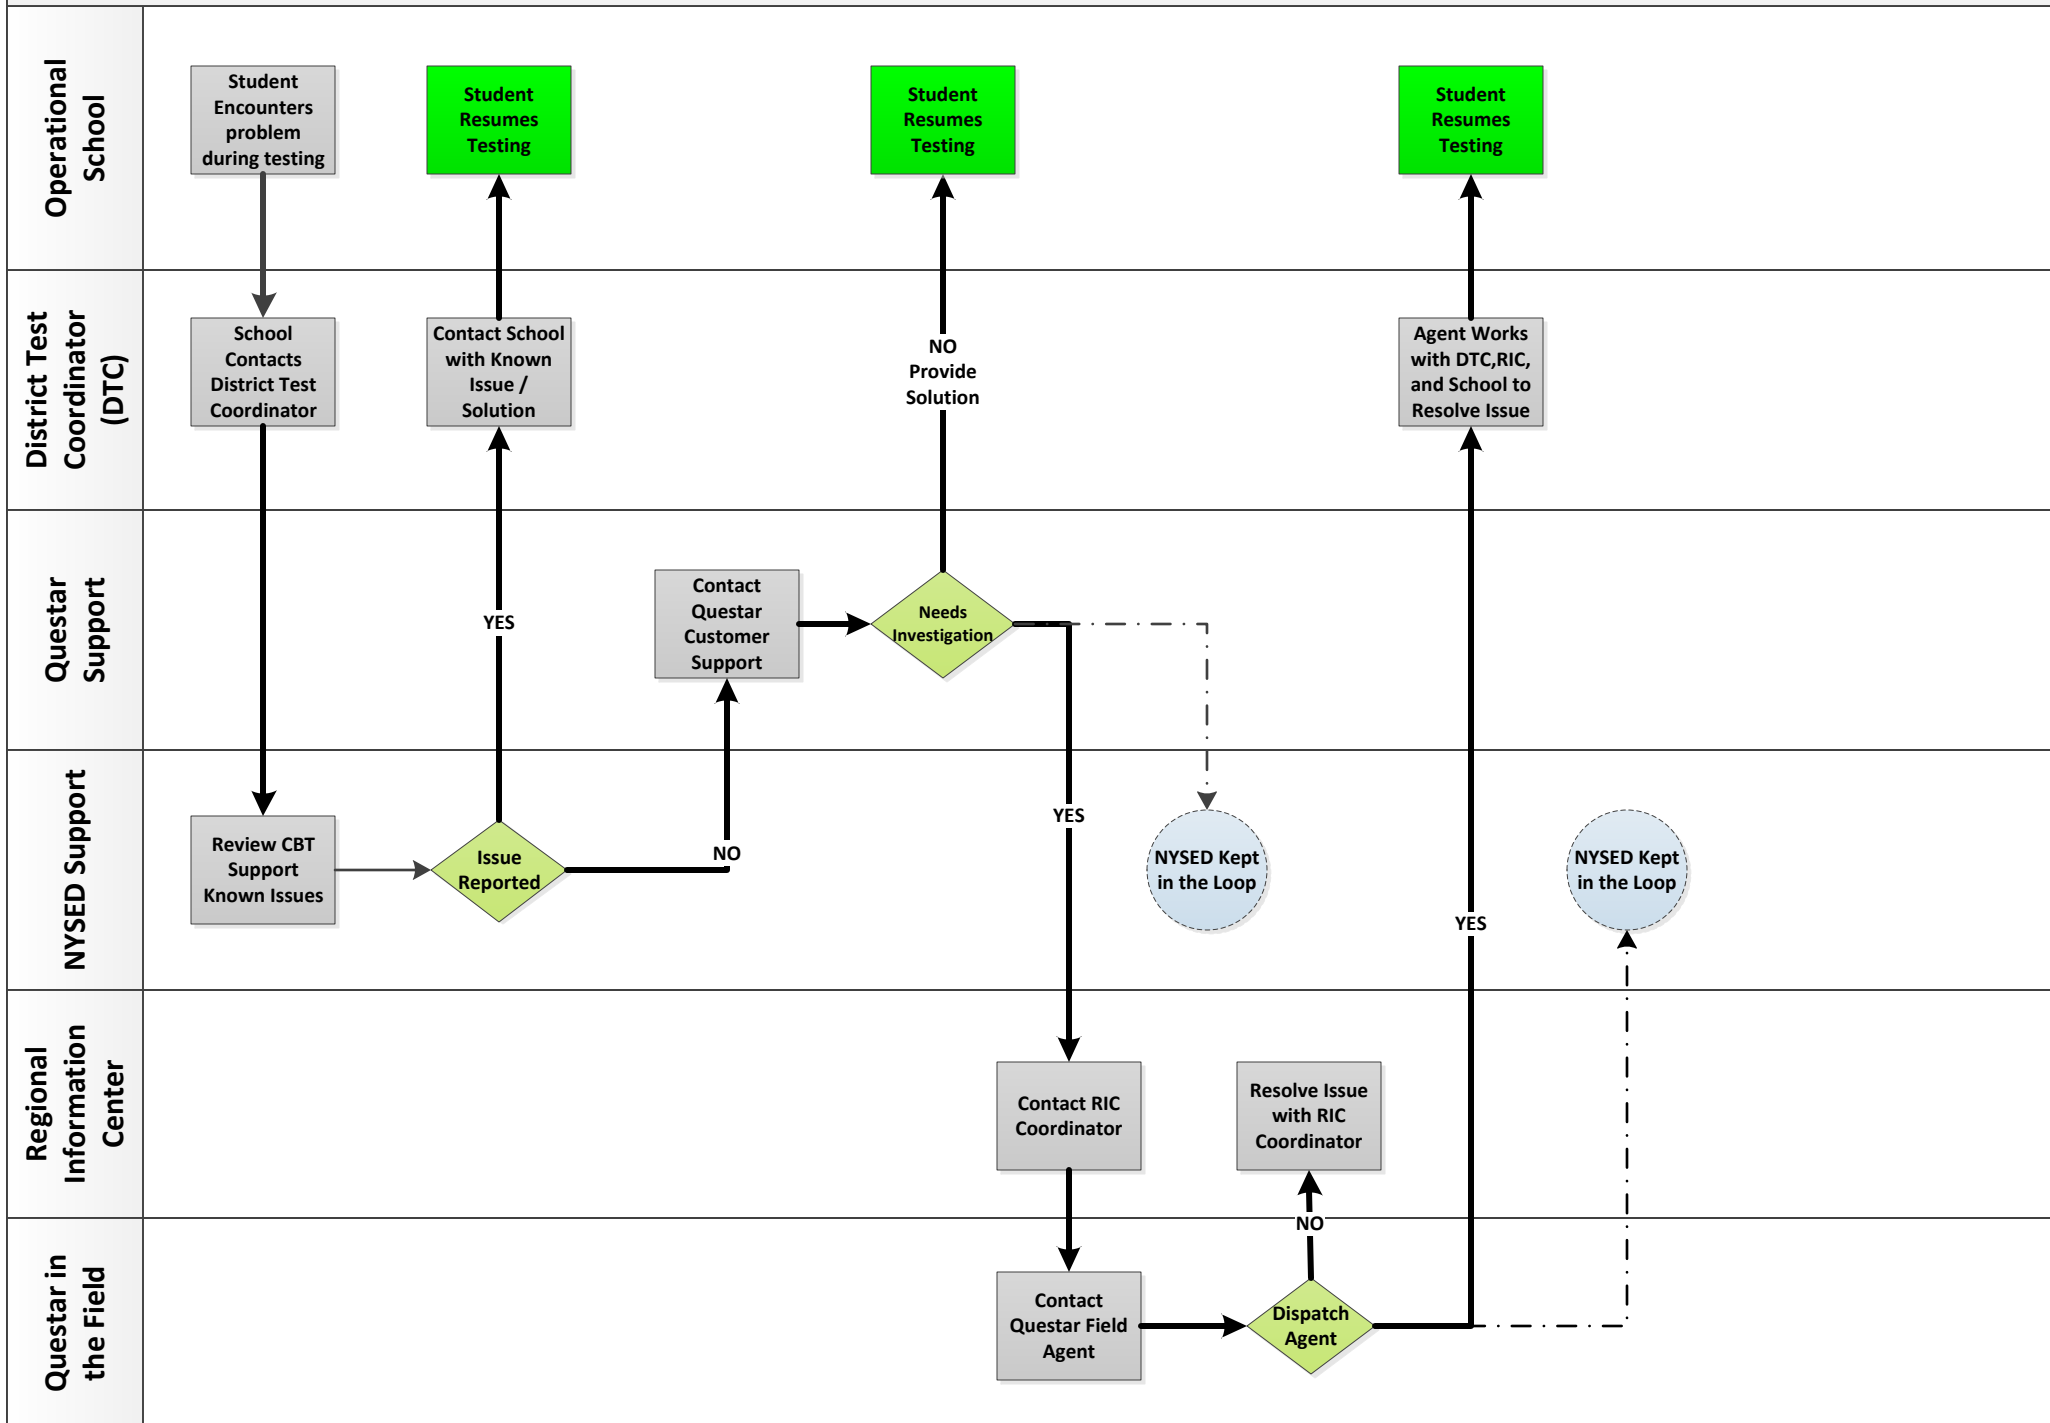 Operational
School
Student
Encounters
problem
during testing
Student
Resumes
Testing
Student
Resumes
Testing
Student
Resumes
Testing
District Test
Coordinator
(DTC)
School
Contacts
District Test
Coordinator
Contact School
with Known
Issue /
Solution
NO
Provide
Solution
Agent Works
with DTC,RIC,
and School to
Resolve Issue
Questar
Support
YES
Contact
Questar
Customer
Support
Needs
Investigation
NYSED Support
Review CBT
Support
Known Issues
Issue
Reported
NO
YES
NYSED Kept
in the Loop
YES
NYSED Kept
in the Loop
Regional
Information
Center
Contact RIC
Coordinator
Resolve Issue
with RIC
Coordinator
NO
Questar in
the Field
Contact
Questar Field
Agent
Dispatch
Agent